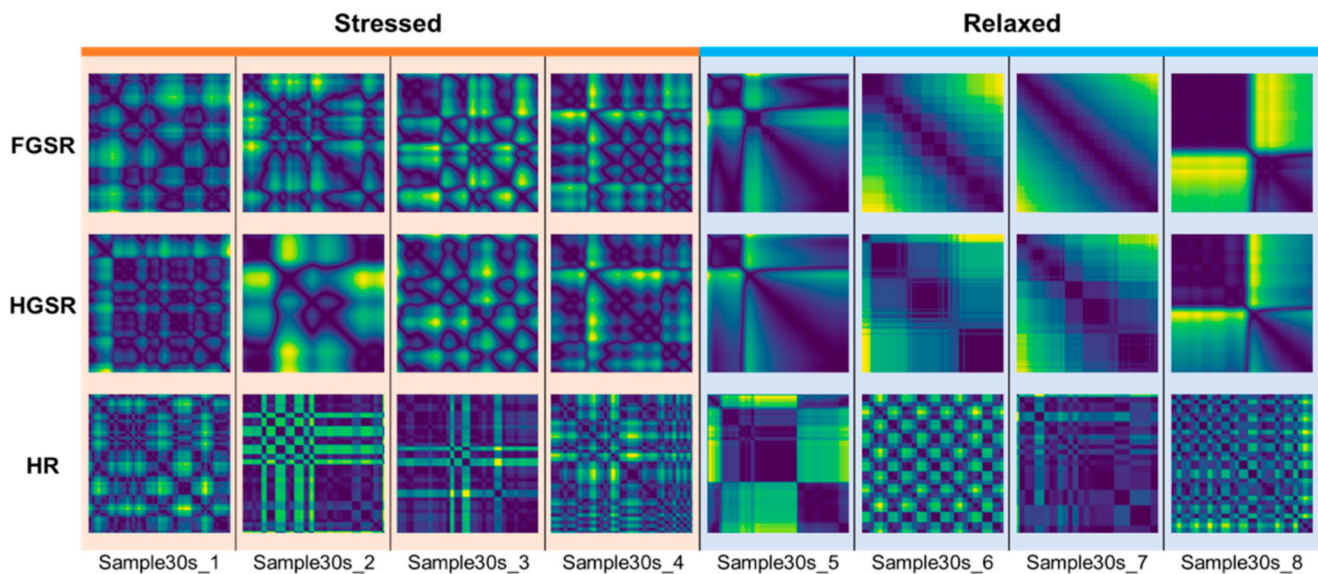 Stressed Relaxed
FGSR
HGSR
HR
Sample30s_1 Sample30s_2 Sample30s_3 Sample30s_4 Sample30s_5 Sample30s_6 Sample30s_7 Sample30s_8